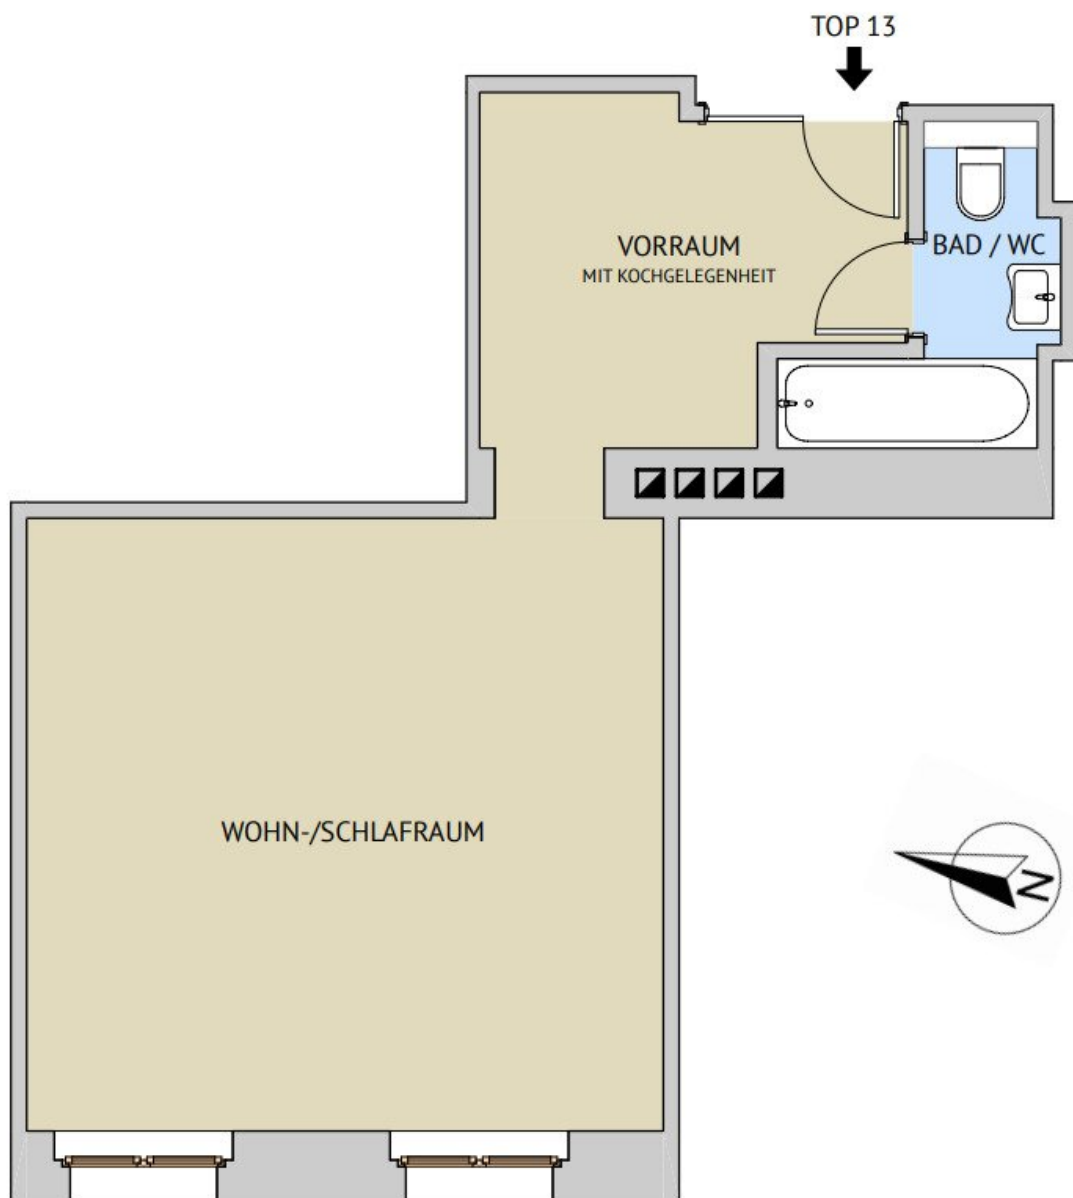 TOP 13
VORRAUM
MIT KOCHGELEGENHEIT
BAD / WC
WOHN-/SCHLAFRAUM
N